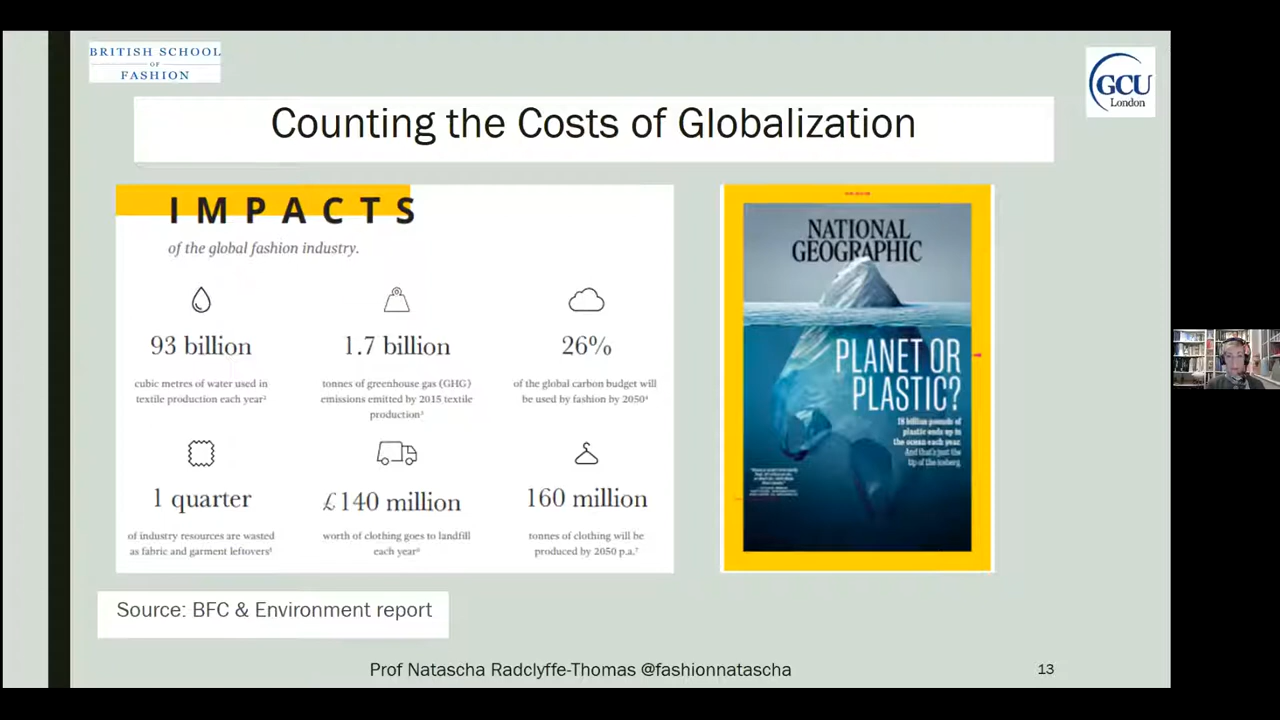 BRITISH SCHOOL
OF
FASHION
GCU
London
Counting the Costs of Globalization
IMPACTS
of the global fashion industry.
93 billion
cubic metres of water used in
textile production each year²
1.7 billion
tonnes of greenhouse gas (GHG)
emissions emitted by 2015 textile
production³
26%
of the global carbon budget will
be used by fashion by 2050⁴
1 quarter
of industry resources are wasted
as fabric and garment leftovers⁵
£140 million
worth of clothing goes to landfill
each year⁶
160 million
tonnes of clothing will be
produced by 2050 p.a.⁷
NATIONAL
GEOGRAPHIC
PLANET OR
PLASTIC?
18 billion pounds of
plastic ends up in
the ocean each year.
And that's just the
tip of the iceberg.
Source: BFC & Environment report
Prof Natascha Radclyffe-Thomas @fashionnatascha
13